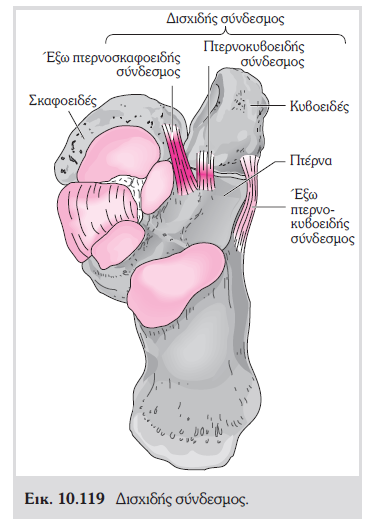 Δισχιδής σύνδεσμος
Έξω πτερνοσκαφοειδής
σύνδεσμος
Πτερνοκυβοειδής
σύνδεσμος
Σκαφοειδές
Κυβοειδές
Πτέρνα
Έξω
πτερνο-
κυβοειδής
σύνδεσμος
Εικ. 10.119 Δισχιδής σύνδεσμος.